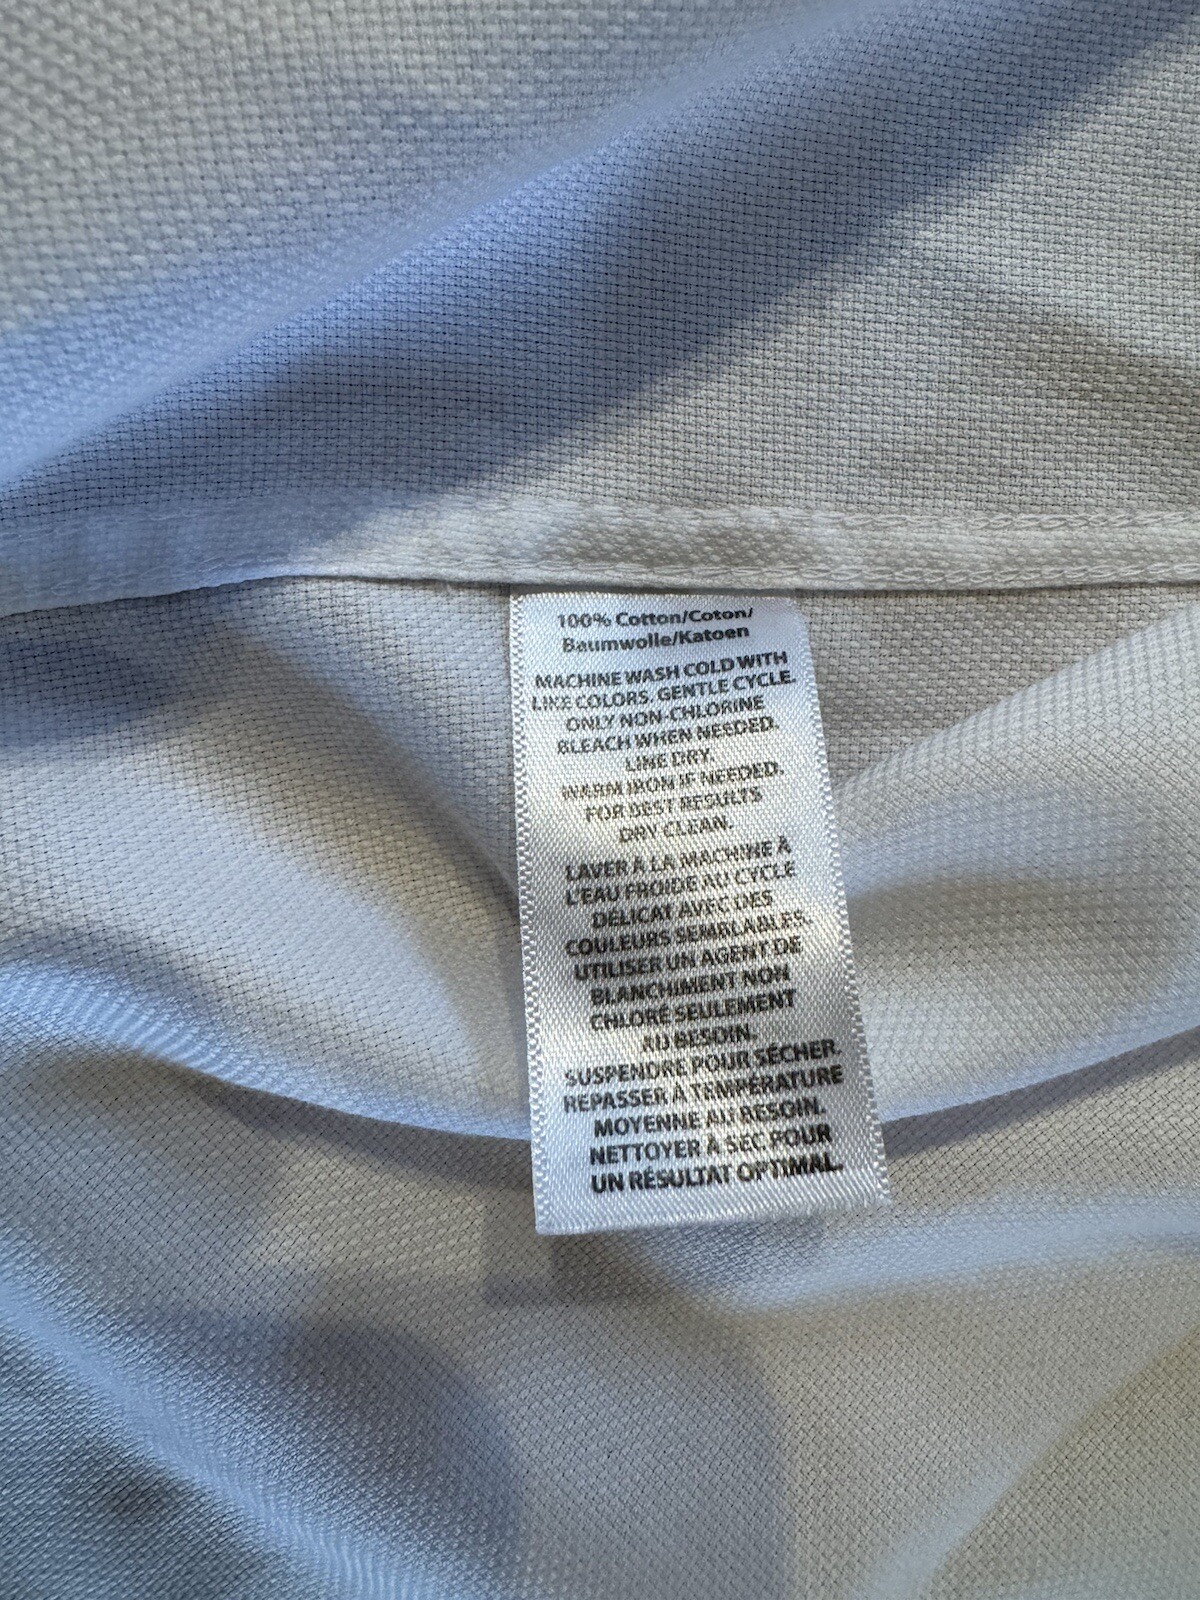 100% Cotton/Coton/
Baumwolle/Katoen
MACHINE WASH COLD WITH
LIKE COLORS, GENTLE CYCLE.
ONLY NON-CHLORINE
BLEACH WHEN NEEDED.
LINE DRY.
WARM IRON IF NEEDED.
FOR BEST RESULTS
DRY CLEAN.
LAVER À LA MACHINE À
L'EAU FROIDE AU CYCLE
DÉLICAT AVEC DES
COULEURS SEMBLABLES.
UTILISER UN AGENT DE
BLANCHIMENT NON
CHLORÉ SEULEMENT
AU BESOIN.
SUSPENDRE POUR SÉCHER.
REPASSER À TEMPÉRATURE
MOYENNE AU BESOIN.
NETTOYER À SEC POUR
UN RÉSULTAT OPTIMAL.